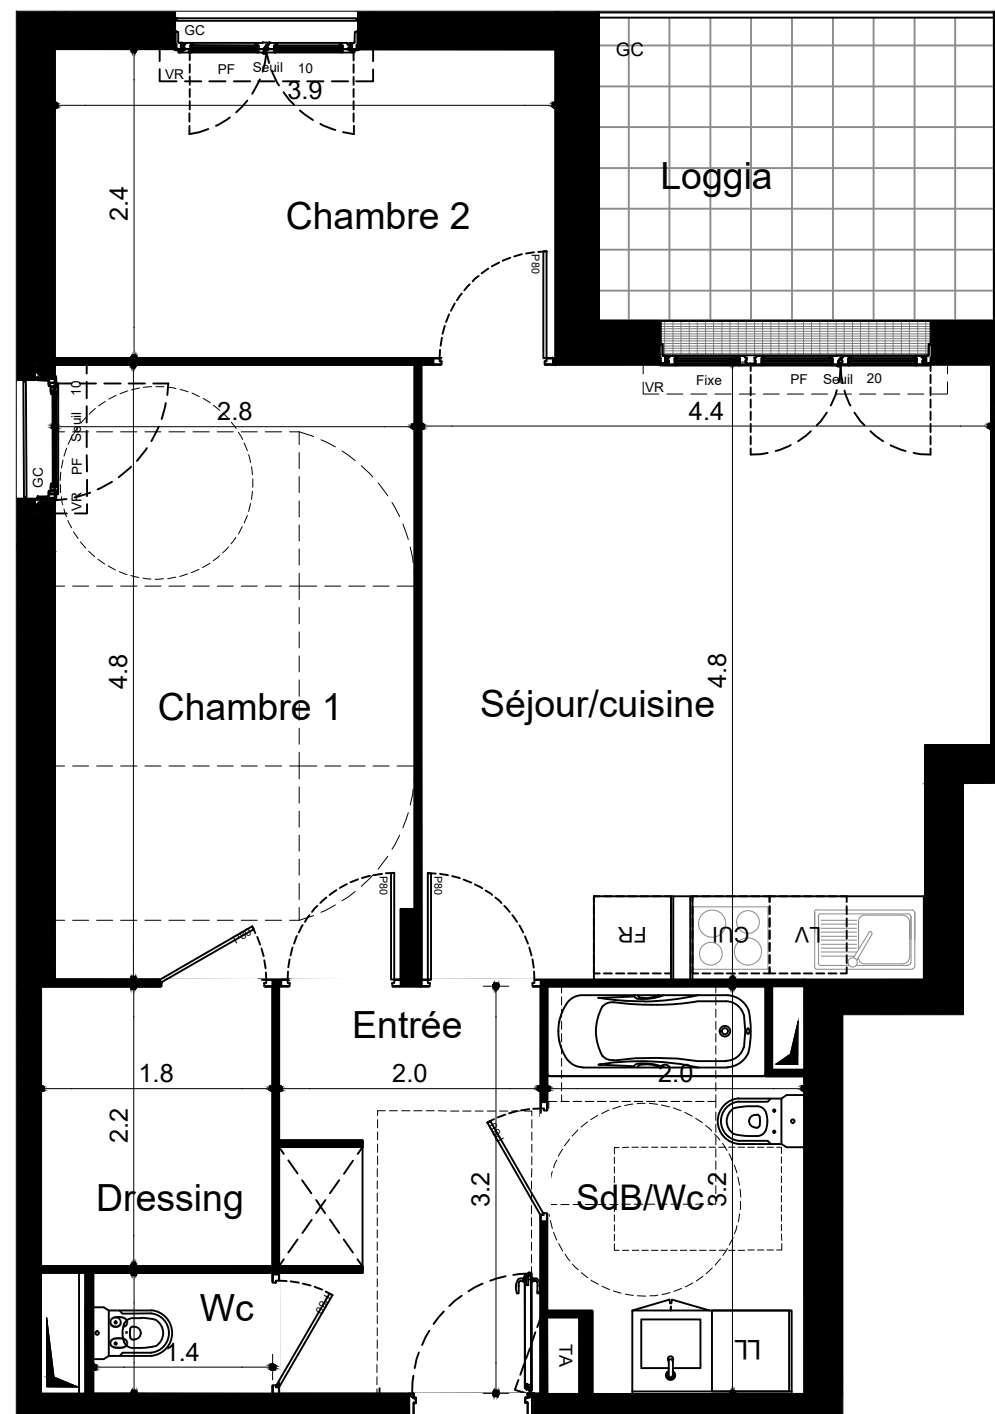 GC
GC
VR PF Seuil 10
3.9
2.4
Chambre 2
Loggia
P80
VR PF Seuil 10
GC
2.8
VR Fixe PF Seuil 20
4.4
4.8
Chambre 1
Séjour/cuisine
4.8
P80
P80
FR
CUI
LV
Entrée
1.8
2.0
2.0
2.2
3.2
3.2
Dressing
SdB/Wc
Wc
1.4
TA
LL